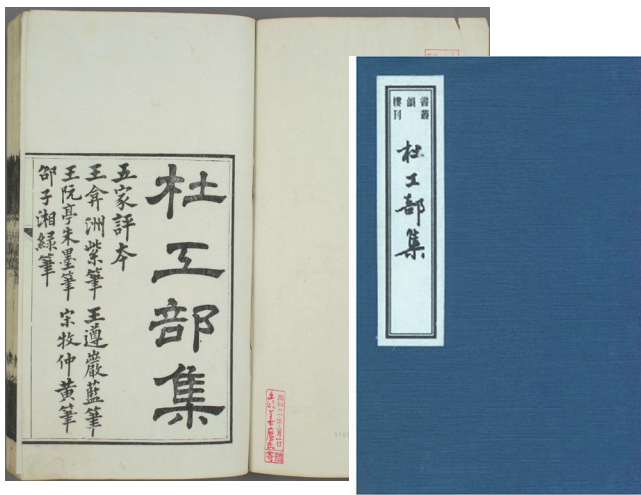 杜工部集
五家評本
王弇洲紫筆　王遵巖藍筆
王阮亭朱墨筆　宋牧仲黃筆
邵子湘綠筆
書韻樓叢刊
杜工部集